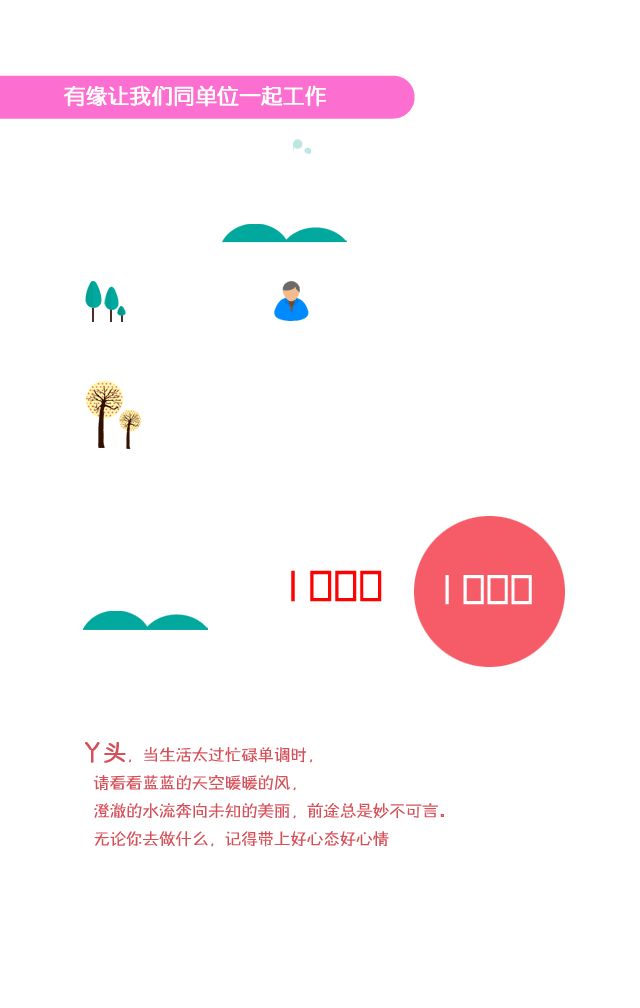 有缘让我们同单位一起工作
1000
1000
丫头，当生活太过忙碌单调时，
请看看蓝蓝的天空暖暖的风，
澄澈的水流奔向未知的美丽，前途总是妙不可言。
无论你去做什么，记得带上好心态好心情